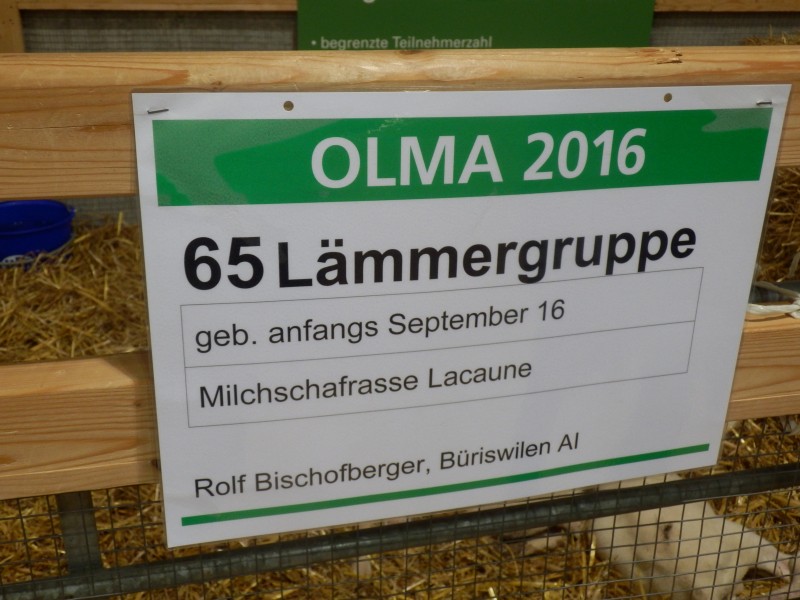 • begrenzte Teilnehmerzahl
OLMA 2016
65 Lämmergruppe
geb. anfangs September 16
Milchschafrasse Lacaune
Rolf Bischofberger, Büriswilen AI